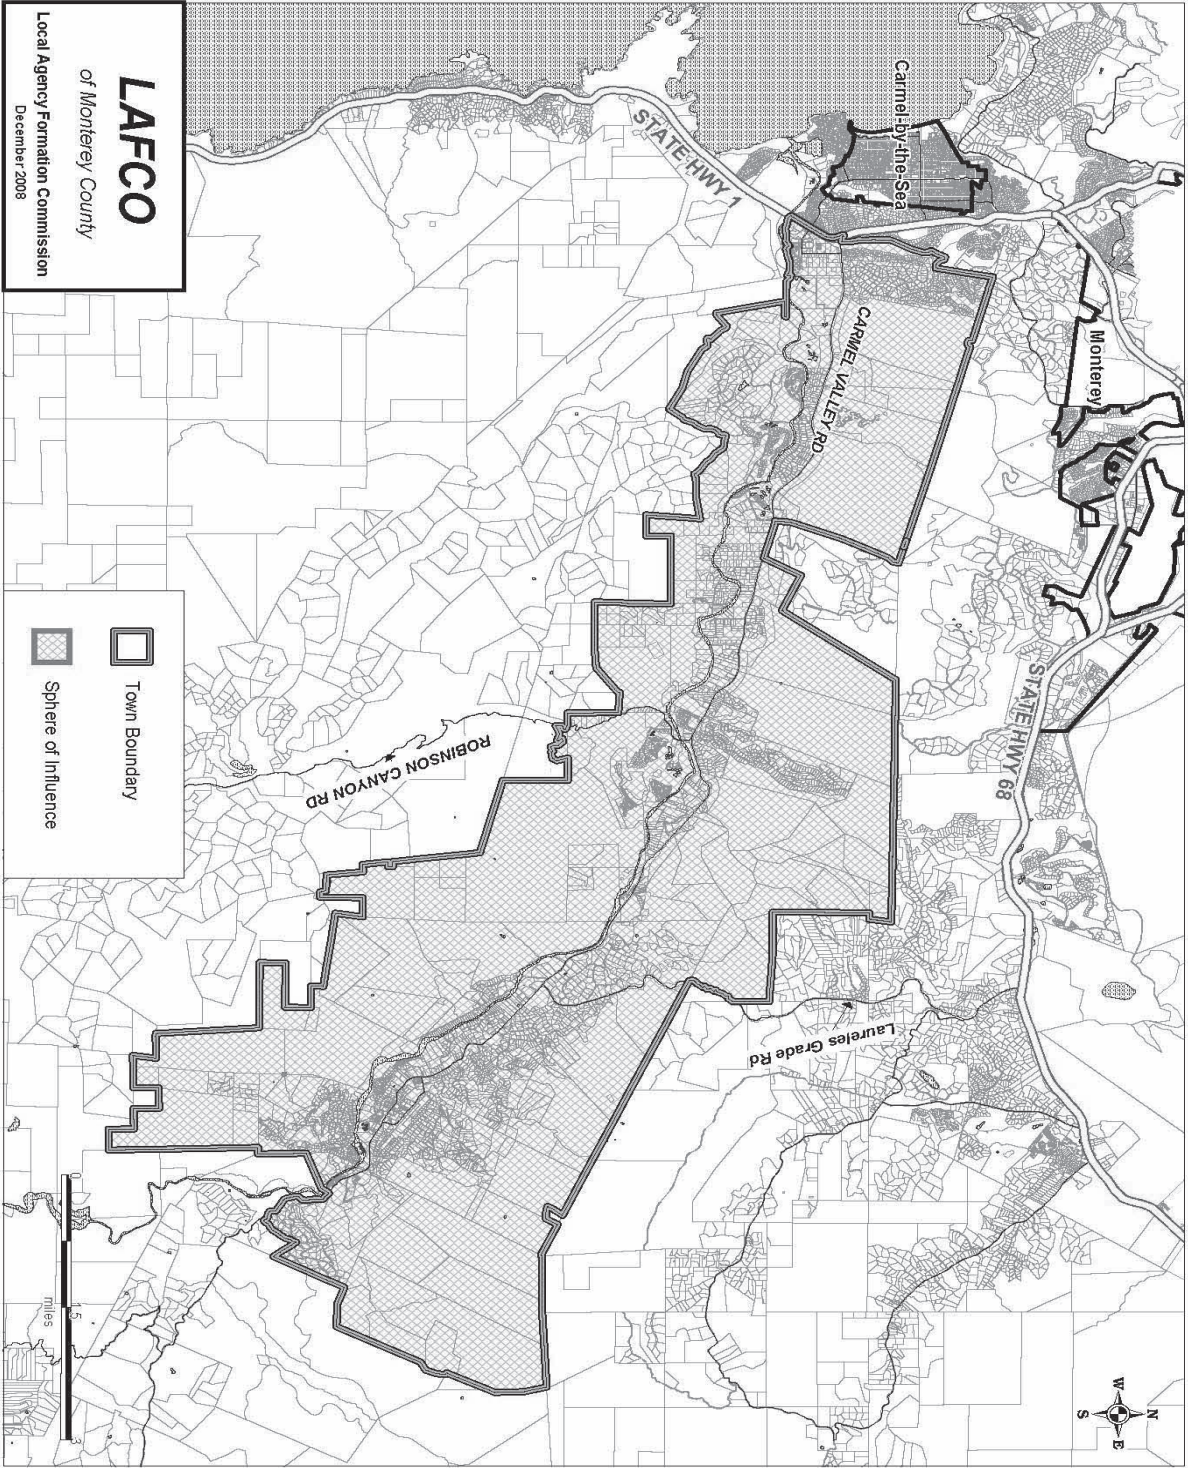 Carmel-by-the-Sea
Monterey
STATE HWY 1
CARMEL VALLEY RD
STATE HWY 68
Laureles Grade Rd
ROBINSON CANYON RD
N
W
E
S
LAFCO
of Monterey County
Local Agency Formation Commission
December 2008
Town Boundary
Sphere of Influence
0
1.5
3
miles